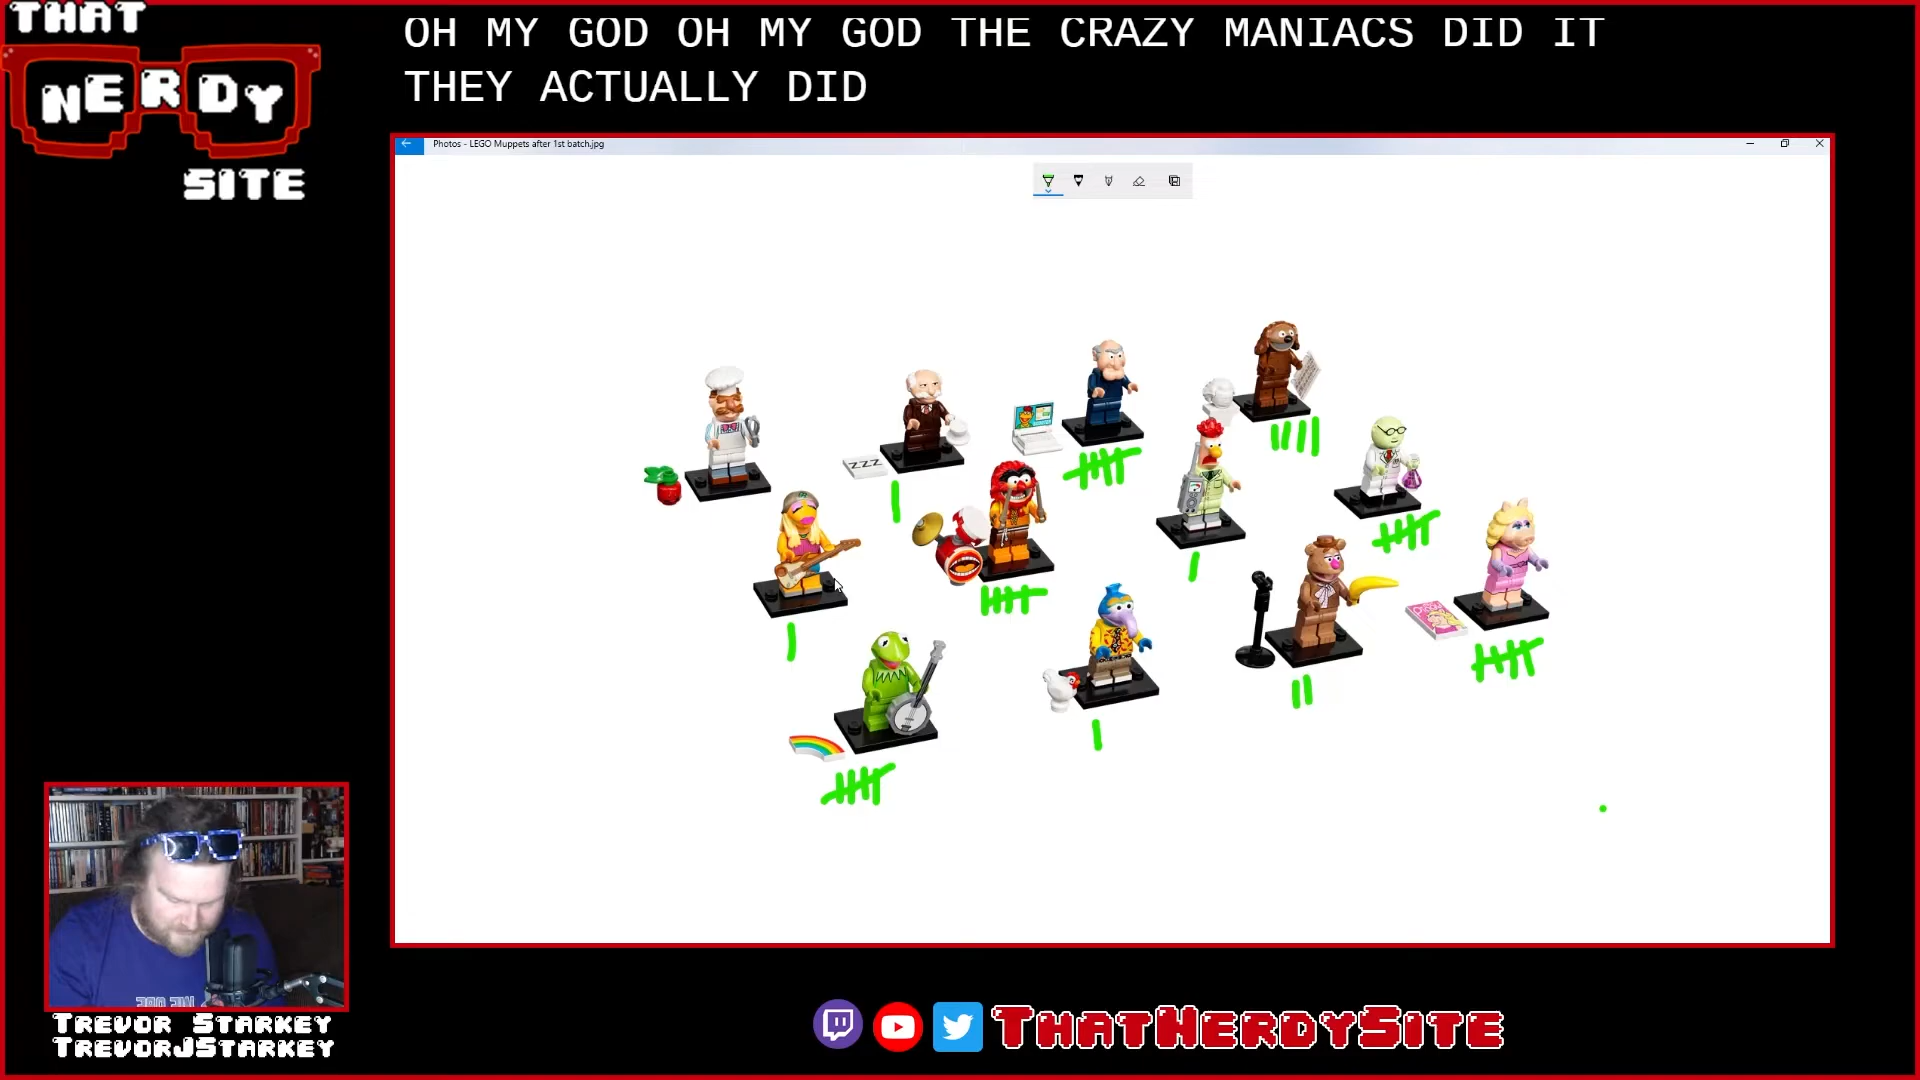 THAT
NERDY
SITE
OH MY GOD OH MY GOD THE CRAZY MANIACS DID IT
THEY ACTUALLY DID
Photos - LEGO Muppets after 1st batch.jpg
ZZZ
Trevor Starkey
TrevorJStarkey
ThatNerdySite